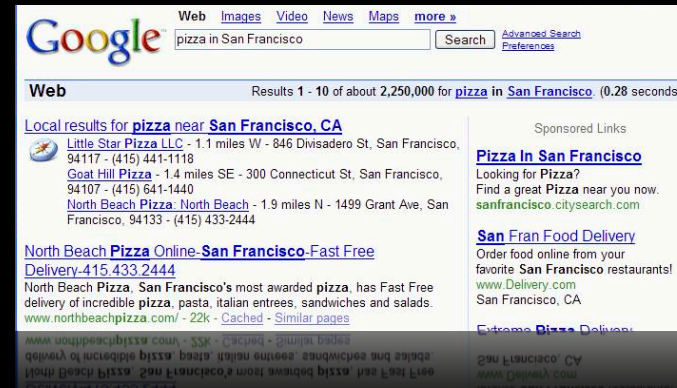 Web Images Video News Maps more »
Google
pizza in San Francisco Search Advanced Search
Preferences
Web Results 1 - 10 of about 2,250,000 for pizza in San Francisco. (0.28 seconds
Local results for pizza near San Francisco, CA
Little Star Pizza LLC - 1.1 miles W - 846 Divisadero St, San Francisco,
94117 - (415) 441-1118
Goat Hill Pizza - 1.4 miles SE - 300 Connecticut St, San Francisco,
94107 - (415) 641-1440
North Beach Pizza: North Beach - 1.9 miles N - 1499 Grant Ave, San
Francisco, 94133 - (415) 433-2444
North Beach Pizza Online-San Francisco-Fast Free
Delivery-415.433.2444
North Beach Pizza, San Francisco's most awarded pizza, has Fast Free
delivery of incredible pizza, pasta, italian entrees, sandwiches and salads.
www.northbeachpizza.com/ - 22k - Cached - Similar pages
Sponsored Links
Pizza In San Francisco
Looking for Pizza?
Find a great Pizza near you now.
sanfrancisco.citysearch.com
San Fran Food Delivery
Order food online from your
favorite San Francisco restaurants!
www.Delivery.com
San Francisco, CA
Extreme Pizza Delivery